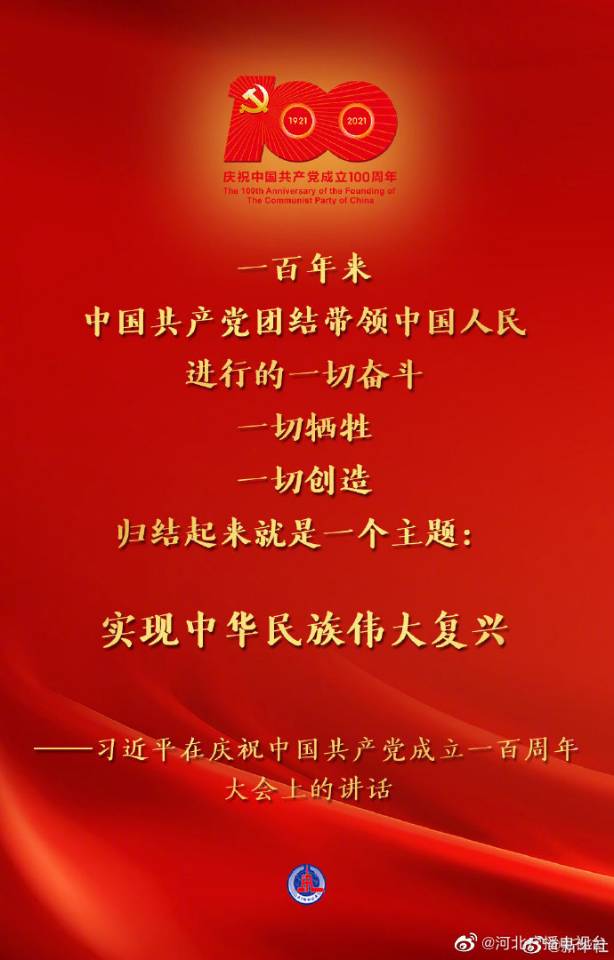 1921
2021
庆祝中国共产党成立100周年
The 100th Anniversary of the Founding of
The Communist Party of China
一百年来
中国共产党团结带领中国人民
进行的一切奋斗
一切牺牲
一切创造
归结起来就是一个主题：
实现中华民族伟大复兴
——习近平在庆祝中国共产党成立一百周年
大会上的讲话
@河北广播电视台
@新华社